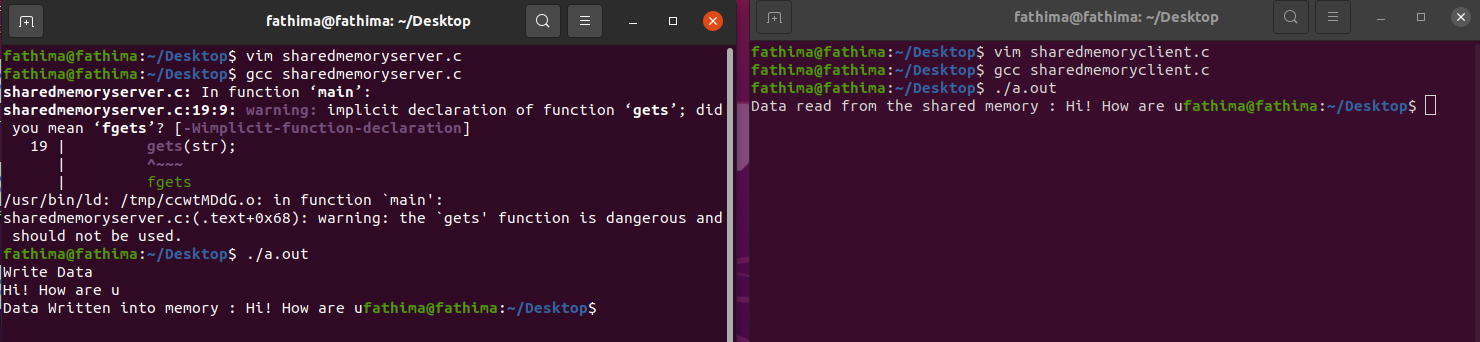 fathima@fathima: ~/Desktop
fathima@fathima:~/Desktop$ vim sharedmemoryserver.c
fathima@fathima:~/Desktop$ gcc sharedmemoryserver.c
sharedmemoryserver.c: In function ‘main’:
sharedmemoryserver.c:19:9: warning: implicit declaration of function ‘gets’; did
 you mean ‘fgets’? [-Wimplicit-function-declaration]
   19 |         gets(str);
      |         ^~~~
      |         fgets
/usr/bin/ld: /tmp/ccwtMDdG.o: in function `main':
sharedmemoryserver.c:(.text+0x68): warning: the `gets' function is dangerous and
 should not be used.
fathima@fathima:~/Desktop$ ./a.out
Write Data
Hi! How are u
Data Written into memory : Hi! How are ufathima@fathima:~/Desktop$
fathima@fathima: ~/Desktop
fathima@fathima:~/Desktop$ vim sharedmemoryclient.c
fathima@fathima:~/Desktop$ gcc sharedmemoryclient.c
fathima@fathima:~/Desktop$ ./a.out
Data read from the shared memory : Hi! How are ufathima@fathima:~/Desktop$